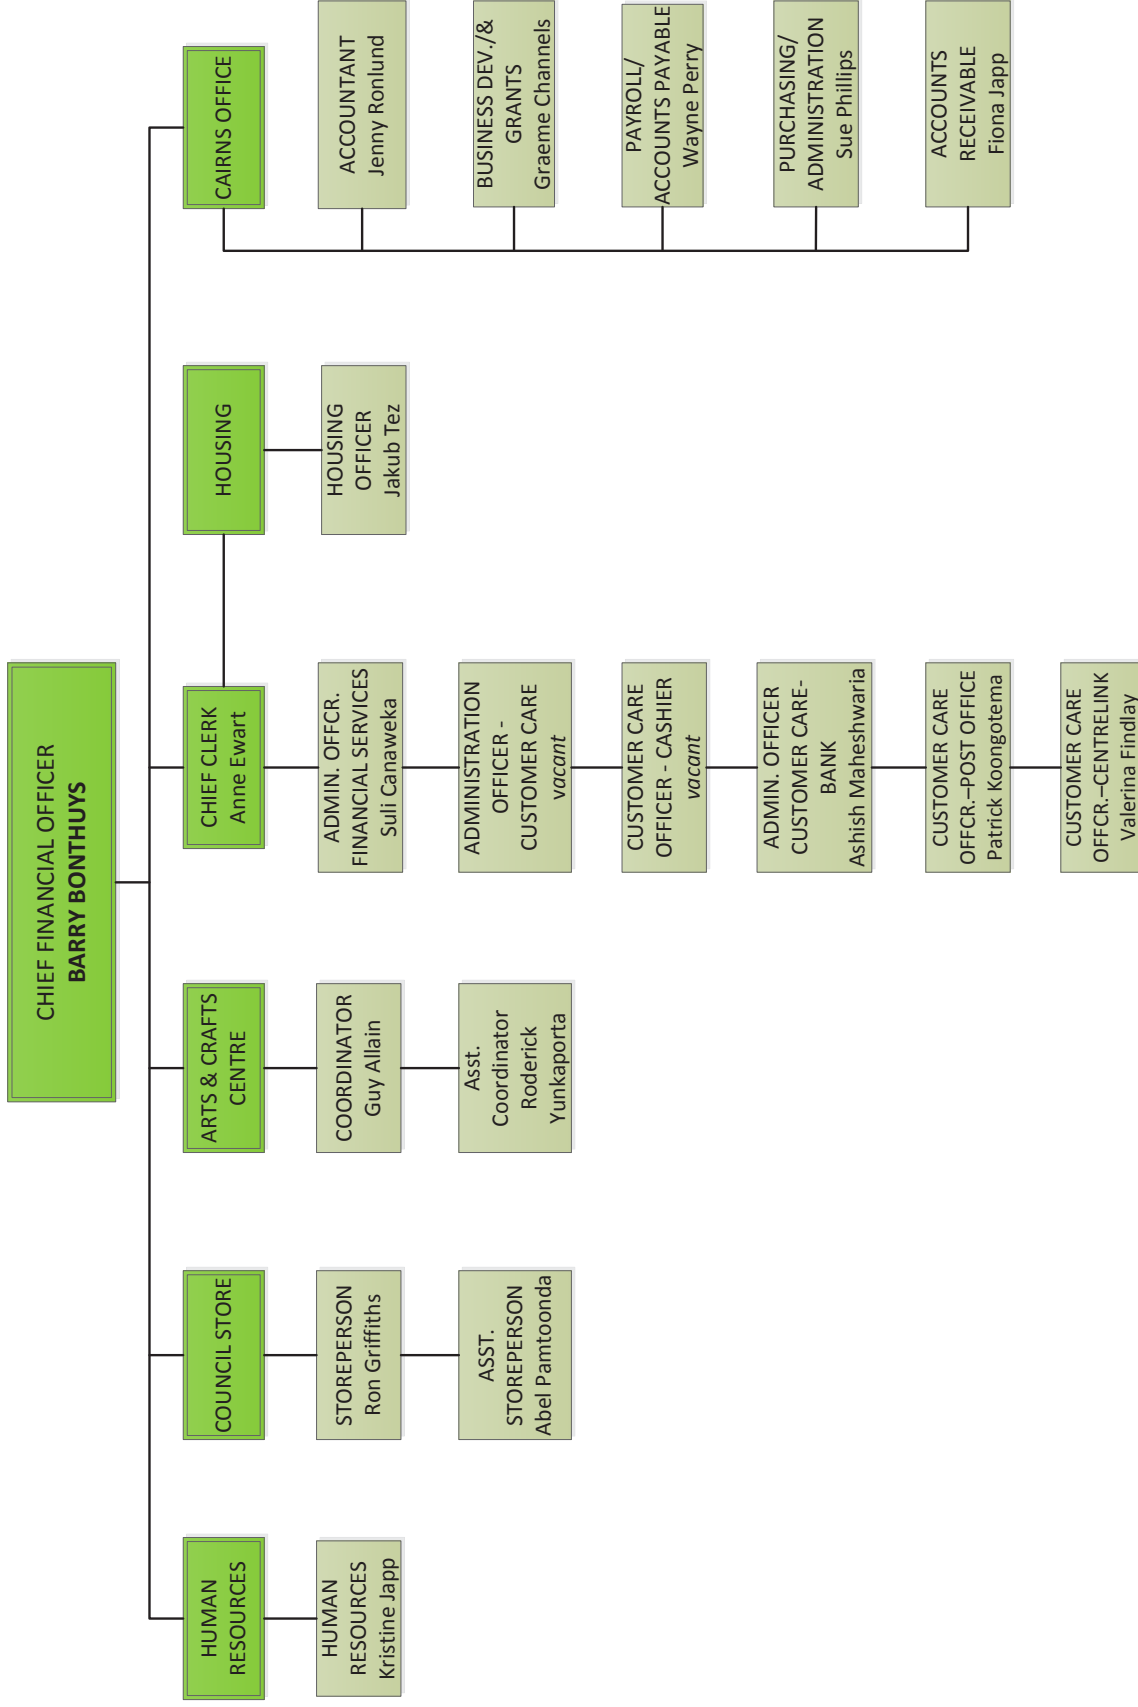 CHIEF FINANCIAL OFFICER
BARRY BONTHUYS
HUMAN
RESOURCES
HUMAN
RESOURCES
Kristine Japp
COUNCIL STORE
STOREPERSON
Ron Griffiths
ASST.
STOREPERSON
Abel Pamtoonda
ARTS & CRAFTS
CENTRE
COORDINATOR
Guy Allain
Asst.
Coordinator
Roderick
Yunkaporta
CHIEF CLERK
Anne Ewart
ADMIN. OFFCR.
FINANCIAL SERVICES
Suli Canaweka
ADMINISTRATION
OFFICER -
CUSTOMER CARE
vacant
CUSTOMER CARE
OFFICER - CASHIER
vacant
ADMIN. OFFICER
CUSTOMER CARE-
BANK
Ashish Maheshwaria
CUSTOMER CARE
OFFCR.–POST OFFICE
Patrick Koongotema
CUSTOMER CARE
OFFCR.–CENTRELINK
Valerina Findlay
HOUSING
HOUSING
OFFICER
Jakub Tez
CAIRNS OFFICE
ACCOUNTANT
Jenny Ronlund
BUSINESS DEV./&
GRANTS
Graeme Channels
PAYROLL/
ACCOUNTS PAYABLE
Wayne Perry
PURCHASING/
ADMINISTRATION
Sue Phillips
ACCOUNTS
RECEIVABLE
Fiona Japp